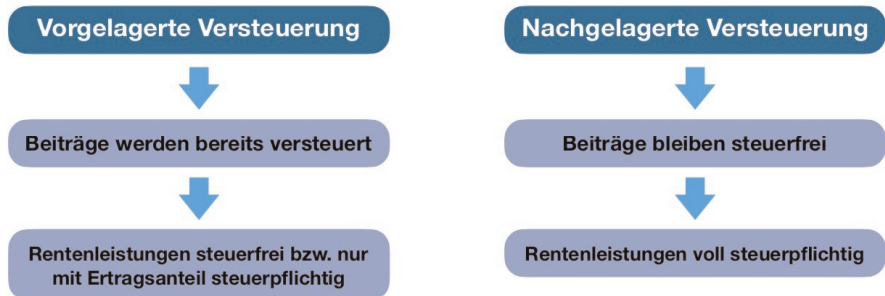 Vorgelagerte Versteuerung
Beiträge werden bereits versteuert
Rentenleistungen steuerfrei bzw. nur
mit Ertragsanteil steuerpflichtig
Nachgelagerte Versteuerung
Beiträge bleiben steuerfrei
Rentenleistungen voll steuerpflichtig